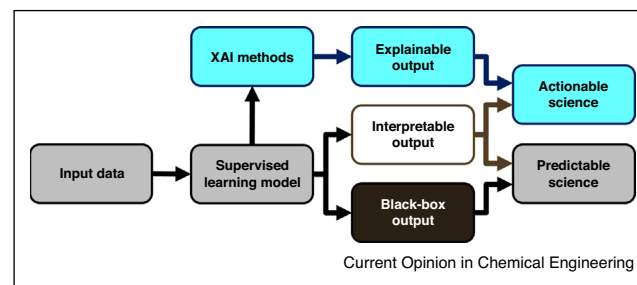 XAI methods
Explainable
output
Actionable
science
Interpretable
output
Input data
Supervised
learning model
Predictable
science
Black-box
output
Current Opinion in Chemical Engineering